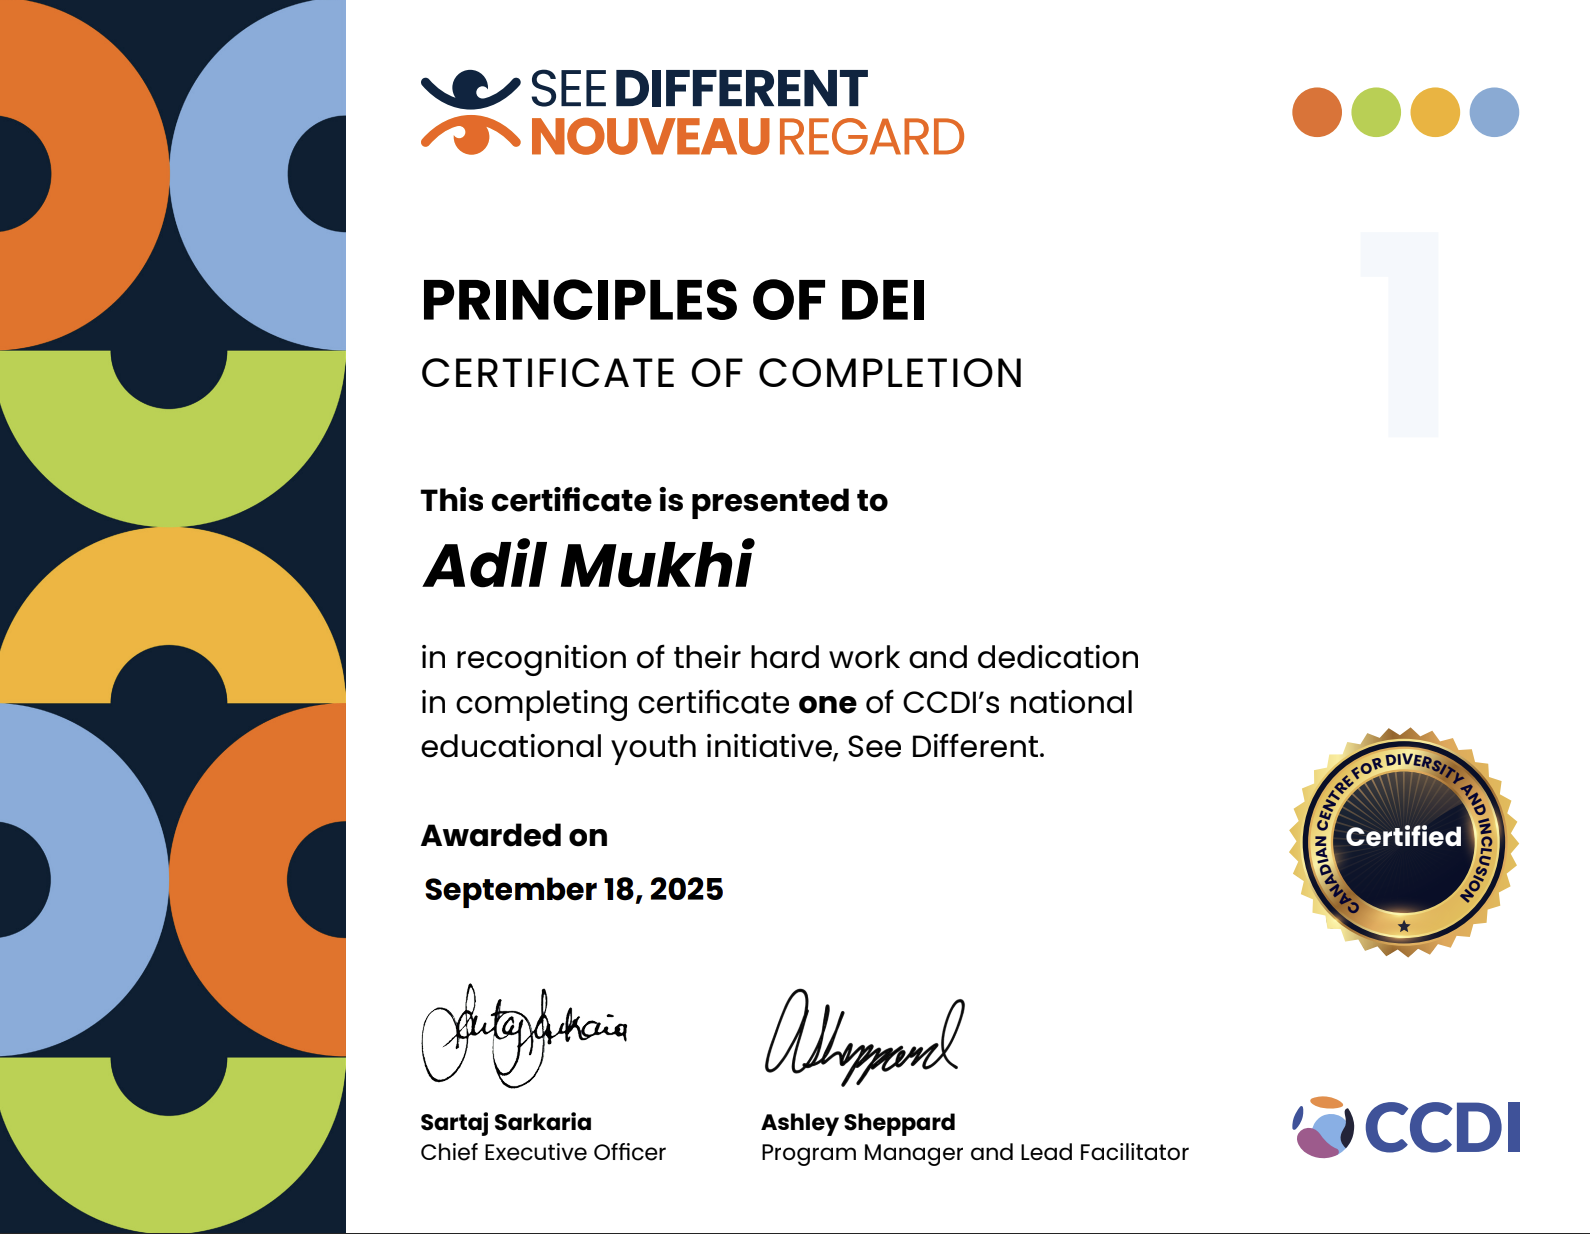 SEE DIFFERENT
NOUVEAU REGARD
1
PRINCIPLES OF DEI
CERTIFICATE OF COMPLETION
This certificate is presented to
Adil Mukhi
in recognition of their hard work and dedication
in completing certificate one of CCDI’s national
educational youth initiative, See Different.
CANADIAN CENTRE FOR DIVERSITY AND INCLUSION
Certified
Awarded on
September 18, 2025
Sartaj Sarkaria
ASheppard
Sartaj Sarkaria
Chief Executive Officer
Ashley Sheppard
Program Manager and Lead Facilitator
CCDI